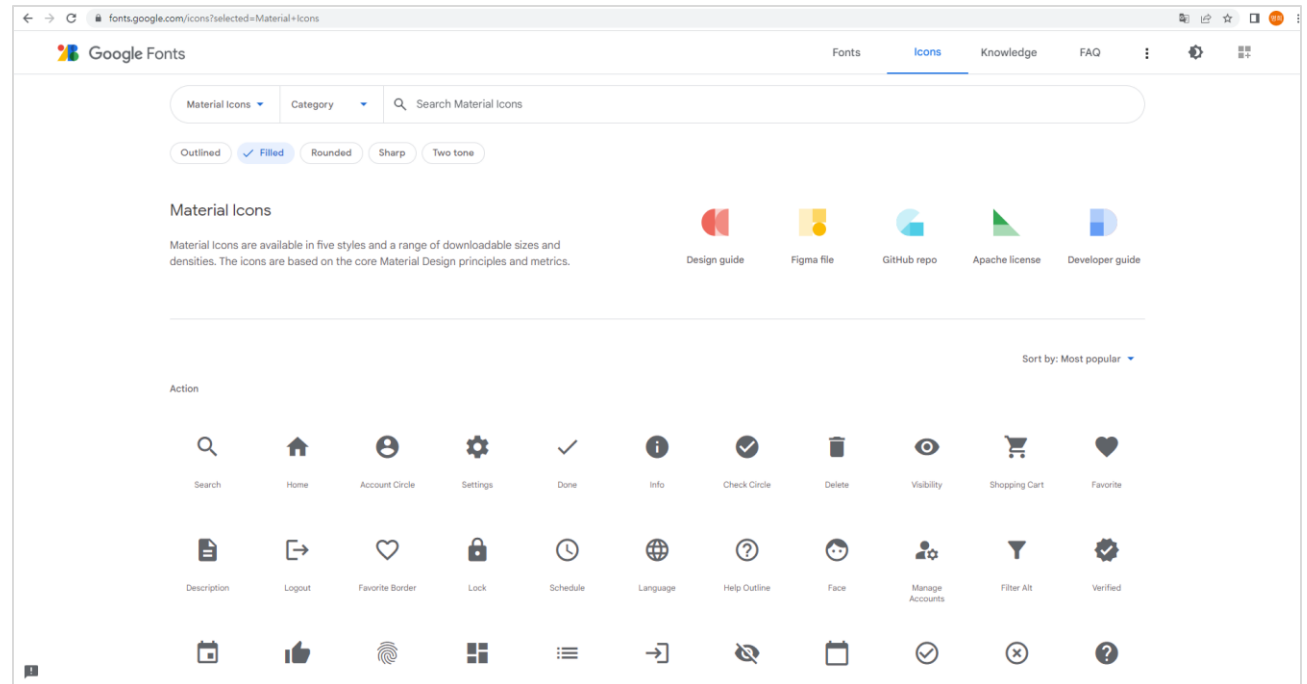 fonts.google.com/icons?selected=Material+Icons
Google Fonts
Fonts
Icons
Knowledge
FAQ
Material Icons
Category
Search Material Icons
Outlined
Filled
Rounded
Sharp
Two tone
Material Icons
Material Icons are available in five styles and a range of downloadable sizes and
densities. The icons are based on the core Material Design principles and metrics.
Design guide
Figma file
GitHub repo
Apache license
Developer guide
Sort by: Most popular
Action
Search
Home
Account Circle
Settings
Done
Info
Check Circle
Delete
Visibility
Shopping Cart
Favorite
Description
Logout
Favorite Border
Lock
Schedule
Language
Help Outline
Face
Manage
Accounts
Filter Alt
Verified